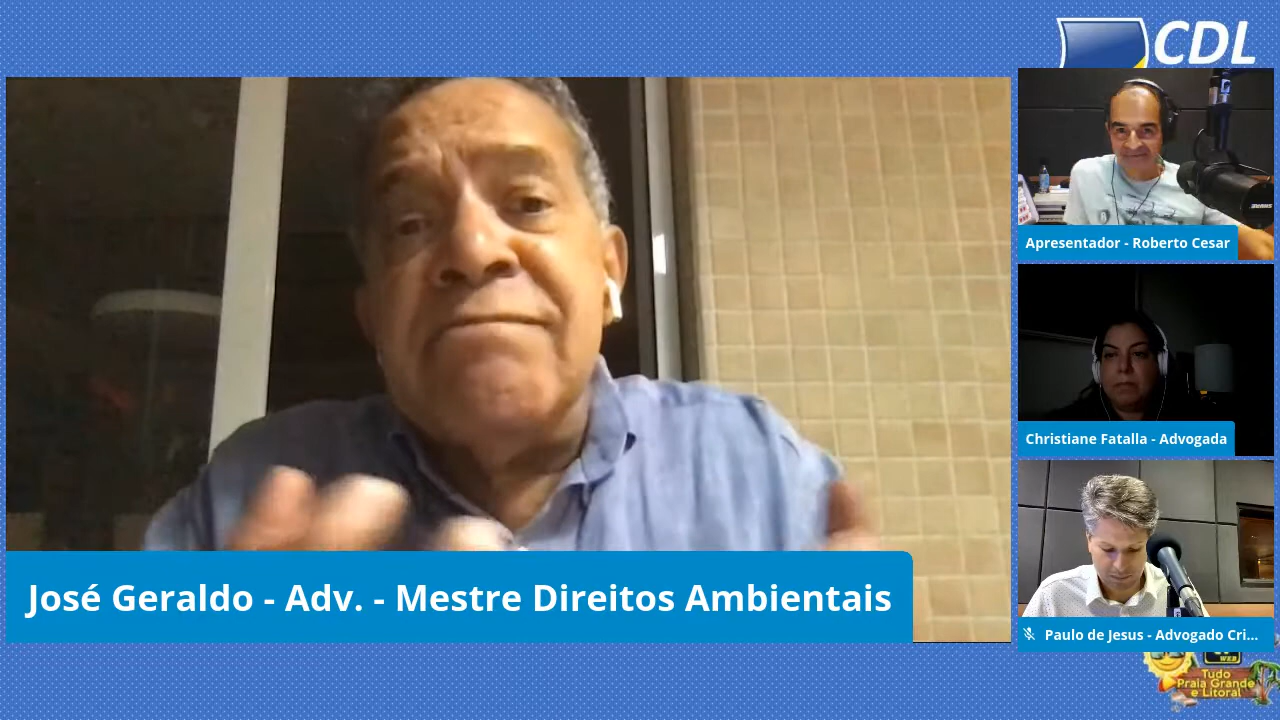 CDL
Apresentador - Roberto Cesar
Christiane Fatalla - Advogada
José Geraldo - Adv. - Mestre Direitos Ambientais
Paulo de Jesus - Advogado Cri...
WEB
Tudo
Praia Grande
e Litoral